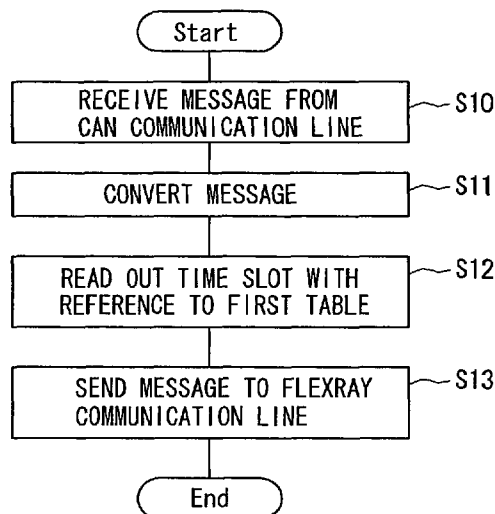 Start
RECEIVE MESSAGE FROM
CAN COMMUNICATION LINE
S10
CONVERT MESSAGE
S11
READ OUT TIME SLOT WITH
REFERENCE TO FIRST TABLE
S12
SEND MESSAGE TO FLEXRAY
COMMUNICATION LINE
S13
End